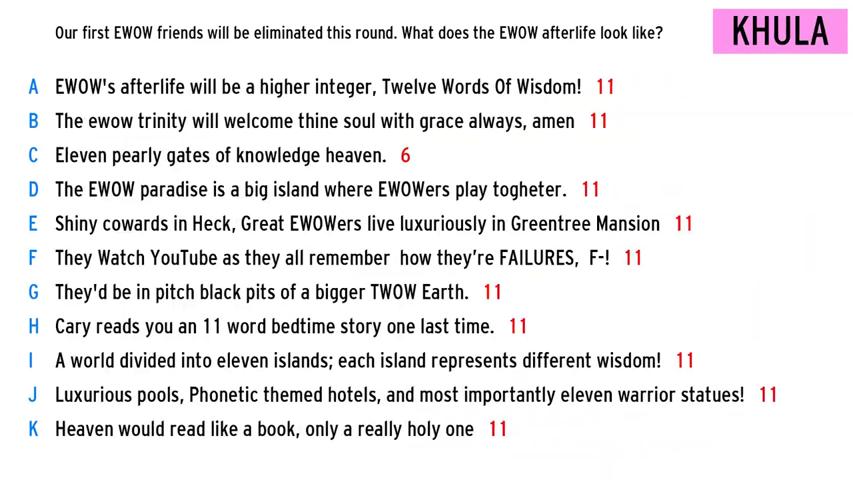 Our first EWOW friends will be eliminated this round. What does the EWOW afterlife look like?
KHULA
A EWOW's afterlife will be a higher integer, Twelve Words Of Wisdom! 11
B The ewow trinity will welcome thine soul with grace always, amen 11
C Eleven pearly gates of knowledge heaven. 6
D The EWOW paradise is a big island where EWOWers play togheter. 11
E Shiny cowards in Heck, Great EWOWers live luxuriously in Greentree Mansion 11
F They Watch YouTube as they all remember  how they’re FAILURES,  F-! 11
G They'd be in pitch black pits of a bigger TWOW Earth. 11
H Cary reads you an 11 word bedtime story one last time. 11
I A world divided into eleven islands; each island represents different wisdom! 11
J Luxurious pools, Phonetic themed hotels, and most importantly eleven warrior statues! 11
K Heaven would read like a book, only a really holy one 11